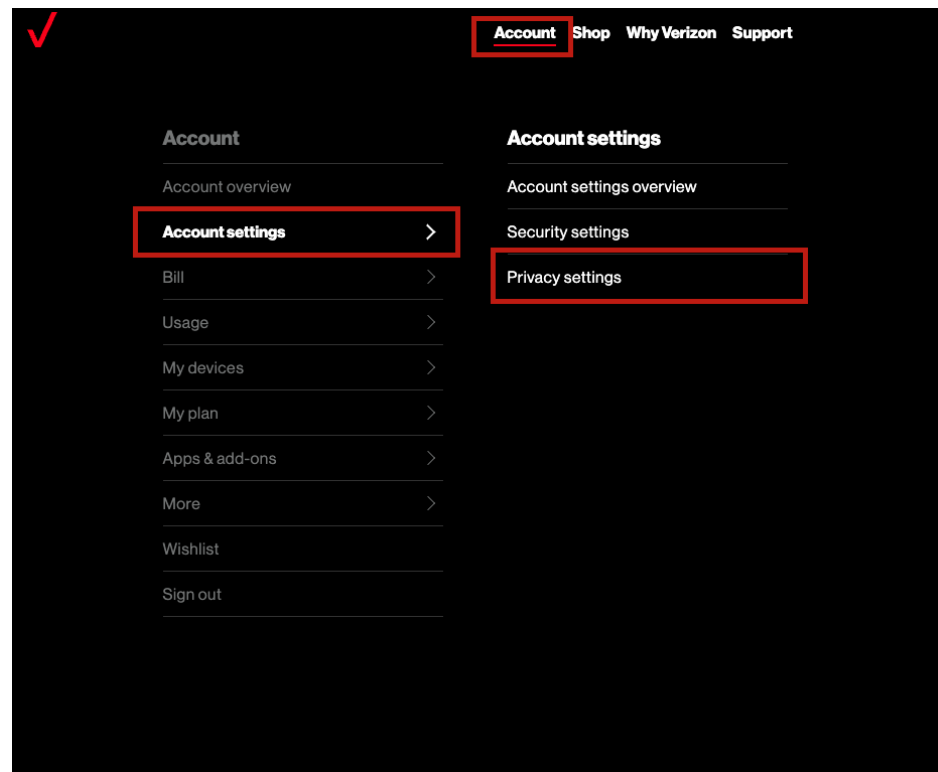 Account Shop Why Verizon Support
Account
Account overview
Account settings
Bill
Usage
My devices
My plan
Apps & add-ons
More
Wishlist
Sign out
Account settings
Account settings overview
Security settings
Privacy settings